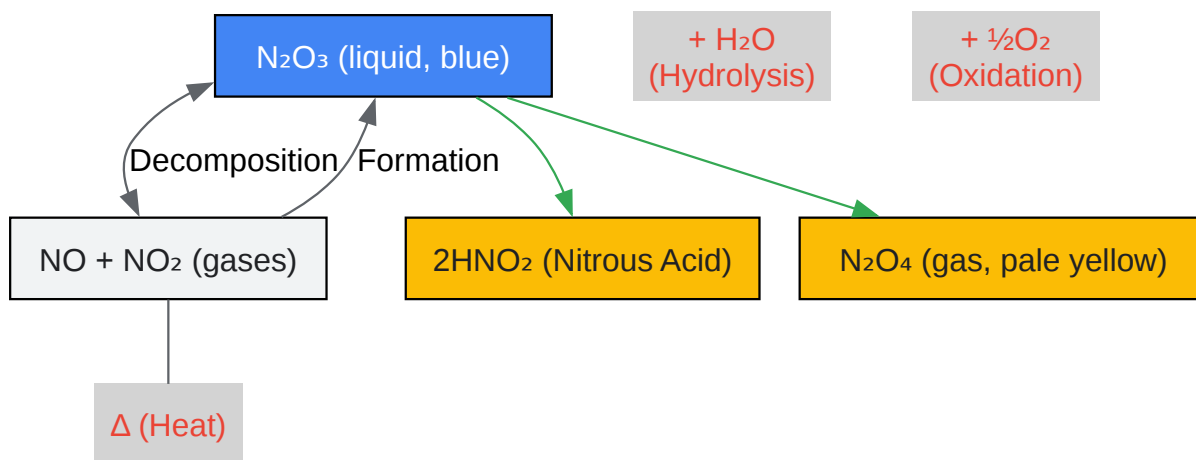 N₂O₃ (liquid, blue)
+ H₂O
(Hydrolysis)
+ ½O₂
(Oxidation)
Decomposition
Formation
NO + NO₂ (gases)
2HNO₂ (Nitrous Acid)
N₂O₄ (gas, pale yellow)
Δ (Heat)